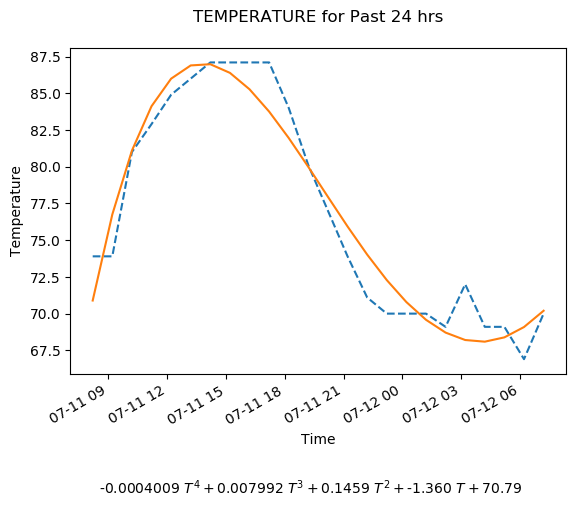 TEMPERATURE for Past 24 hrs
87.5
85.0
82.5
80.0
77.5
75.0
72.5
70.0
67.5
Temperature
07-11 09 07-11 12 07-11 15 07-11 18 07-11 21 07-12 00 07-12 03 07-12 06
Time
-0.0004009 T⁴ + 0.007992 T³ + 0.1459 T² + -1.360 T + 70.79